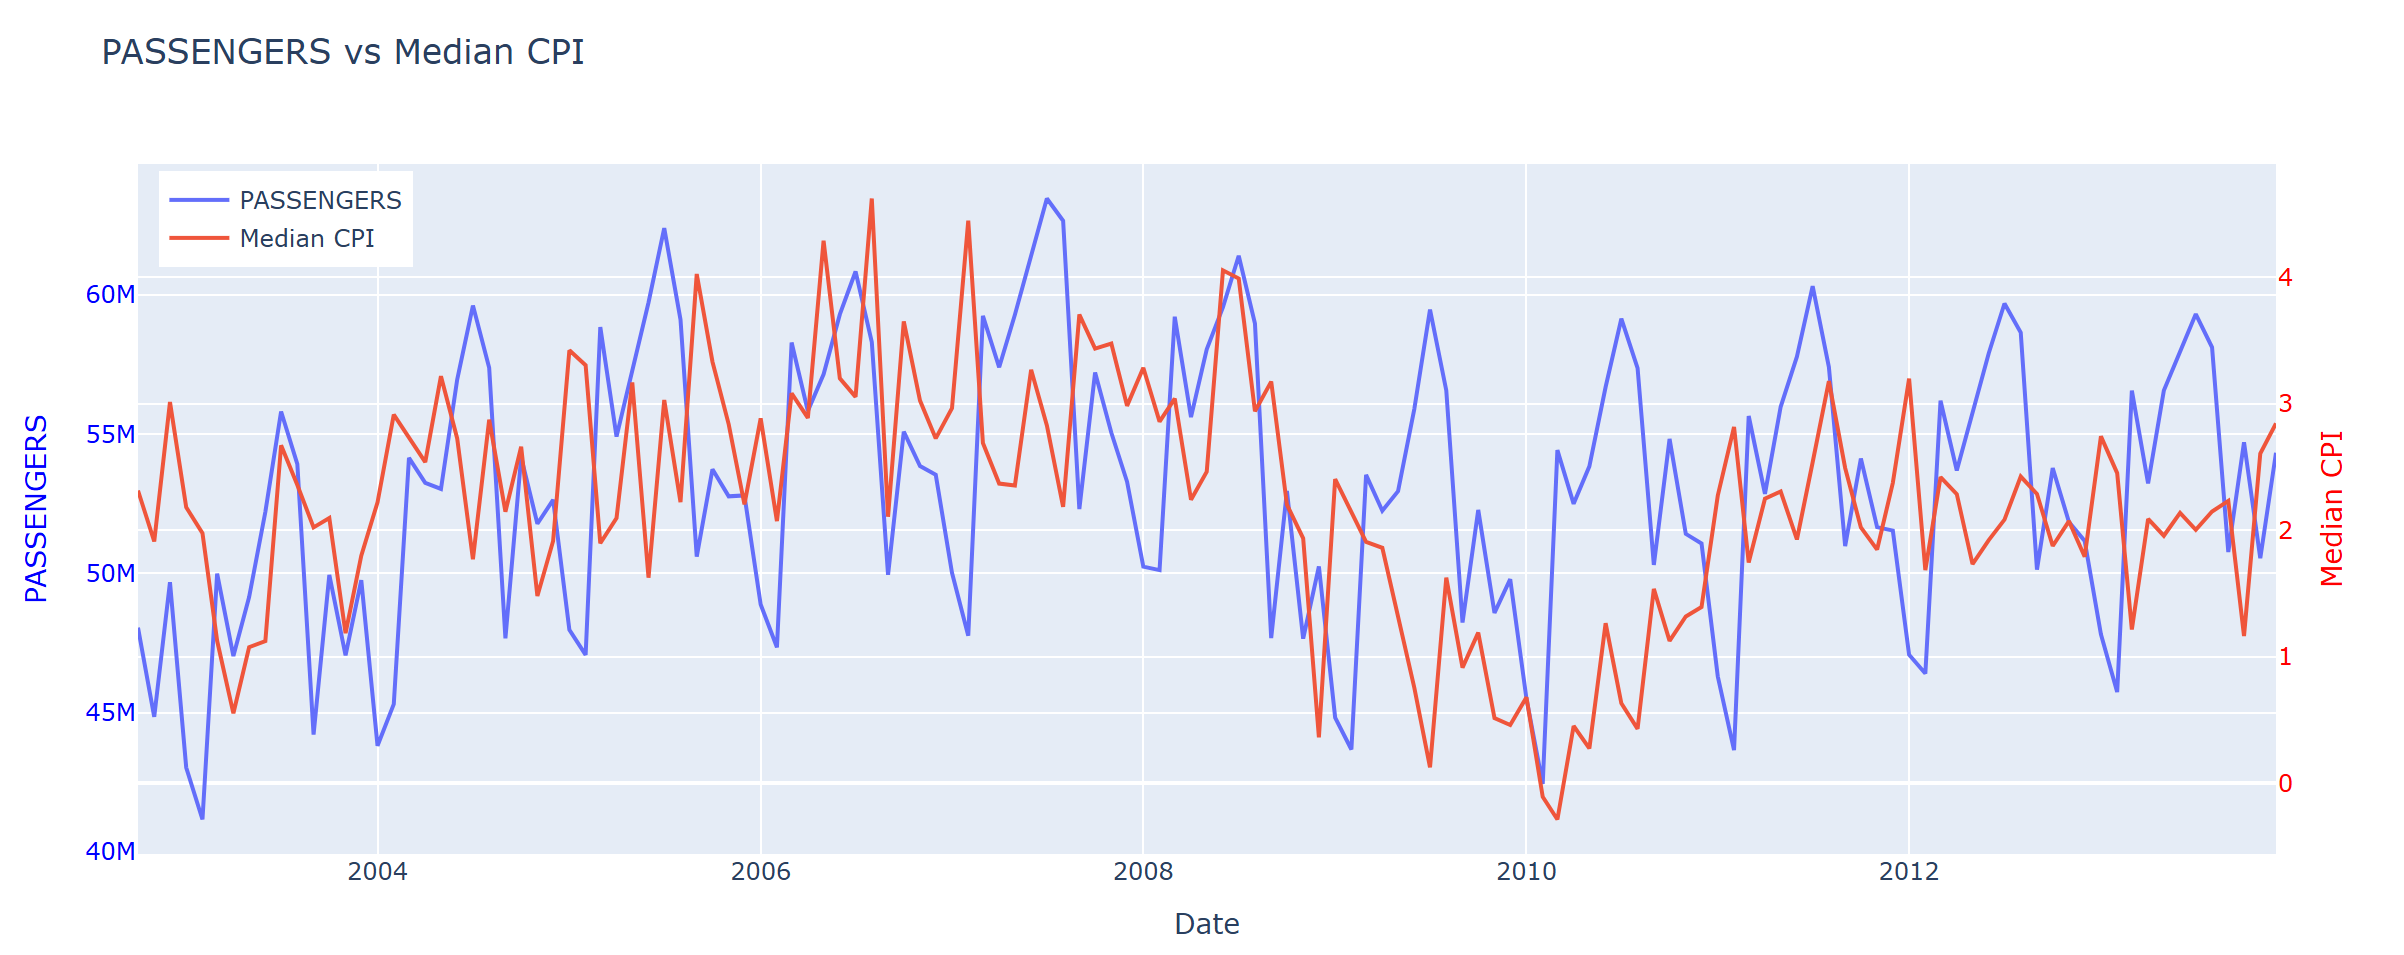 PASSENGERS vs Median CPI
PASSENGERS
Median CPI
60M
55M
50M
45M
40M
PASSENGERS
4
3
2
1
0
Median CPI
2004
2006
2008
2010
2012
Date